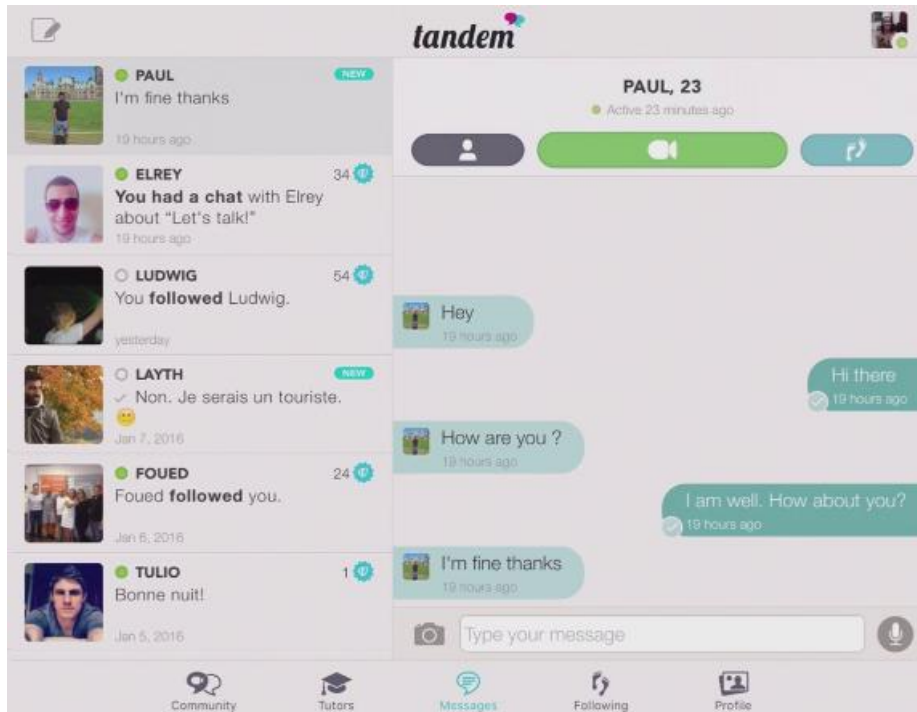 tandem
PAUL
NEW
I'm fine thanks
19 hours ago
ELREY
34
You had a chat with Elrey
about "Let's talk!"
19 hours ago
LUDWIG
54
You followed Ludwig.
yesterday
LAYTH
NEW
Non. Je serais un touriste.
Jan 7, 2016
FOUED
24
Foued followed you.
Jan 6, 2016
TULIO
1
Bonne nuit!
Jan 5, 2016
PAUL, 23
Active 23 minutes ago
Hey
19 hours ago
Hi there
19 hours ago
How are you ?
19 hours ago
I am well. How about you?
19 hours ago
I'm fine thanks
19 hours ago
Type your message
Community
Tutors
Messages
Following
Profile